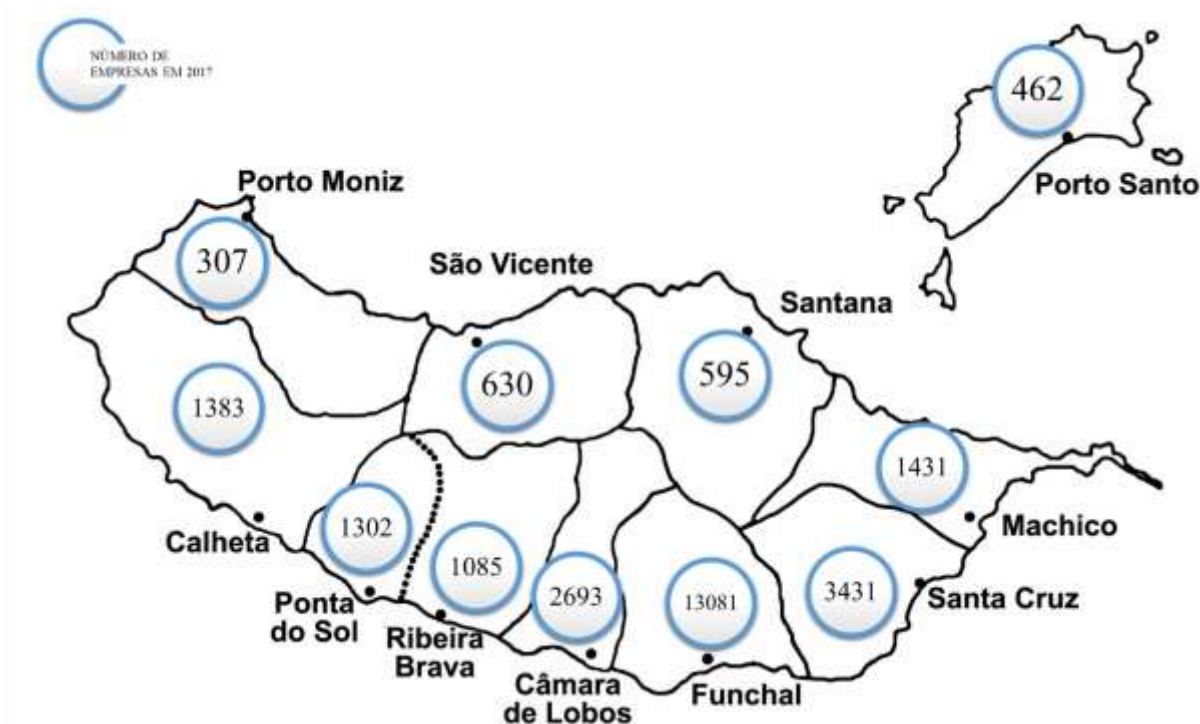 NÚMERO DE
EMPRESAS EM 2017
462
Porto Santo
Porto Moniz
307
São Vicente
630
Santana
595
1383
Calheta
1431
Machico
1302
Ponta
do Sol
1085
Ribeira
Brava
2693
Câmara
de Lobos
13081
Funchal
3431
Santa Cruz